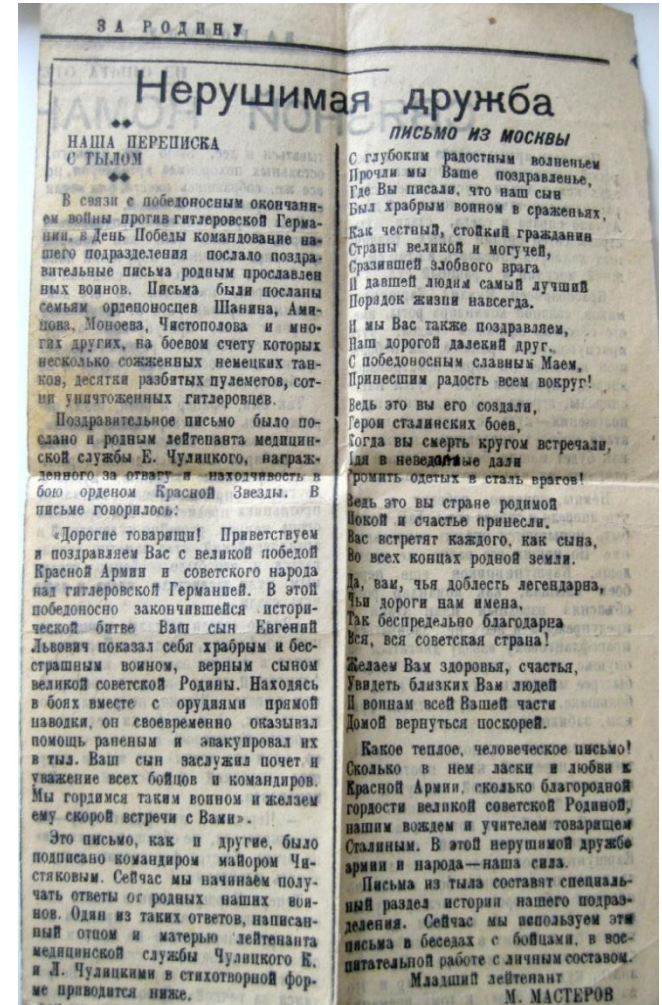 ЗА РОДИНУ
Нерушимая дружба
НАША ПЕРЕПИСКА
С ТЫЛОМ
В связи с победоносным окончани-
ем войны против гитлеровской Герма-
нии, в День Победы командование на-
шего подразделения послало поздра-
вительные письма родным прославлен
ных воинов. Письма были посланы
семьям орденоносцев Шанина, Ами-
нова, Моноева, Чистополова и мно-
гих других, на боевом счету которых
несколько сожженных немецких тан-
ков, десятки разбитых пулеметов, сот-
ни уничтоженных гитлеровцев.
Поздравительное письмо было по-
слано и родным лейтенанта медицин-
ской службы Е. Чулицкого, награж-
денного за отвагу и находчивость в
бою орденом Красной Звезды. В
письме говорилось:
«Дорогие товарищи! Приветствуем
и поздравляем Вас с великой победой
Красной Армии и советского народа
над гитлеровской Германией. В этой
победоносно закончившейся истори-
ческой битве Ваш сын Евгений
Львович показал себя храбрым и бес-
страшным воином, верным сыном
великой советской Родины. Находясь
в боях вместе с орудиями прямой
наводки, он своевременно оказывал
помощь раненым и эвакуировал их
в тыл. Ваш сын заслужил почет и
уважение всех бойцов и командиров.
Мы гордимся таким воином и желаем
ему скорой встречи с Вами».
Это письмо, как и другие, было
подписано командиром майором Чи-
стяковым. Сейчас мы начинаем полу-
чать ответы от родных наших вои-
нов. Один из таких ответов, написан-
ный отцом и матерью лейтенанта
медицинской службы Чулицкого К.
и Л. Чулицкими в стихотворной фор-
ме приводится ниже.
ПИСЬМО ИЗ МОСКВЫ
С глубоким радостным волненьем
Прочли мы Ваше поздравленье,
Где Вы писали, что наш сын
Был храбрым воином в сраженьях,
Как честный, стойкий гражданин
Страны великой и могучей,
Сразившей злобного врага
И давшей людям самый лучший
Порядок жизни навсегда.
И мы Вас также поздравляем,
Наш дорогой далекий друг,
С победоносным славным Маем,
Принесшим радость всем вокруг!
Ведь это вы его создали,
Герои сталинских боев,
Когда вы смерть кругом встречали,
Идя в неведомые дали
Громить одетых в сталь врагов!
Ведь это вы стране родимой
Покой и счастье принесли.
Вас встретят каждого, как сына,
Во всех концах родной земли.
Да, вам, чья доблесть легендарна,
Чьи дороги нам имена,
Так беспредельно благодарна
Вся, вся советская страна!
Желаем Вам здоровья, счастья,
Увидеть близких Вам людей
И воинам всей Вашей части
Домой вернуться поскорей.
Какое теплое, человеческое письмо!
Сколько в нем ласки и любви к
Красной Армии, сколько благородной
гордости великой советской Родиной,
нашим вождем и учителем товарищем
Сталиным. В этой нерушимой дружбе
армии и народа—наша сила.
Письма из тыла составят специаль-
ный раздел истории нашего подраз-
деления. Сейчас мы используем эти
письма в беседах с бойцами, в вос-
питательной работе с личным составом.
Младший лейтенант
М. МАСТЕРОВ